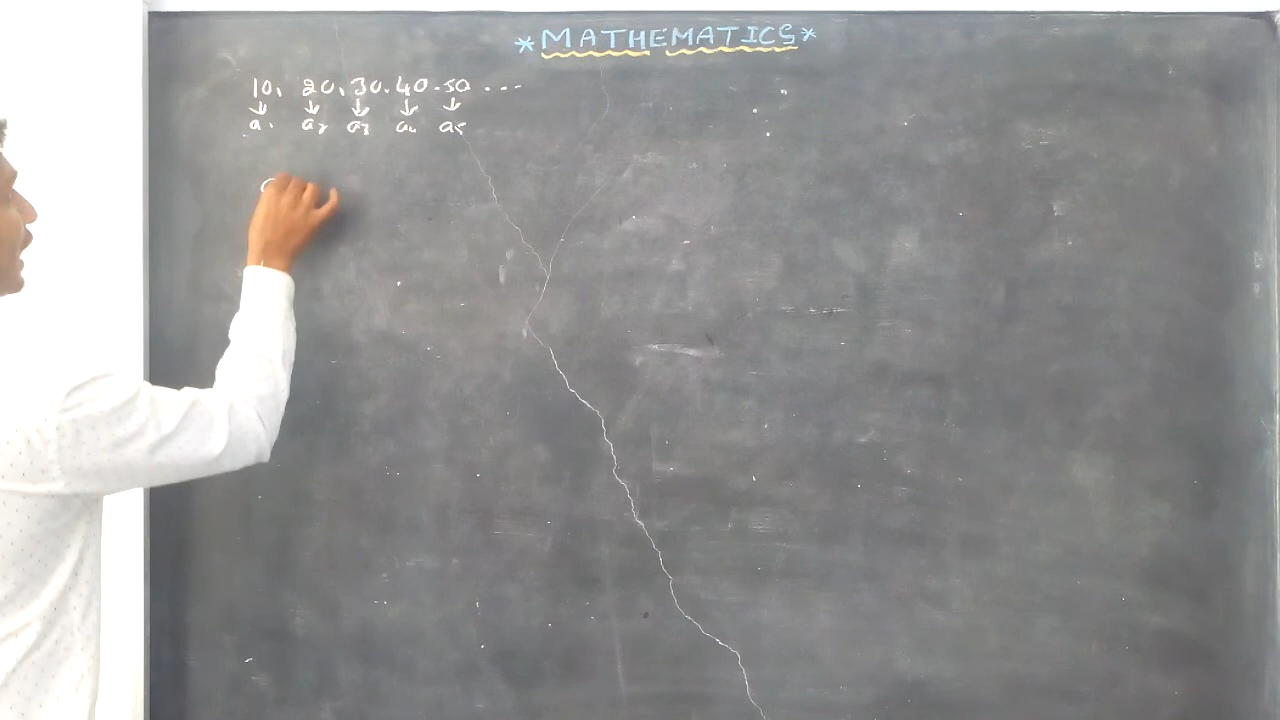 *MATHEMATICS*
10, 20, 30, 40, 50 ...
↓ ↓ ↓ ↓ ↓
a₁ a₂ a₃ a₄ a₅